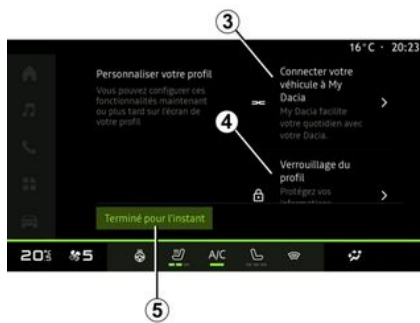 3
16°C · 20:23
Personnaliser votre profil
Vous pouvez configurer ces
fonctionnalités maintenant
ou plus tard sur l'écran de
votre profil
Connecter votre
véhicule à My
Dacia
My Dacia facilite
votre quotidien avec
votre Dacia.
4
Verrouillage du
profil
Protégez vos
informations
Terminé pour l'instant
20
5
A/C
5